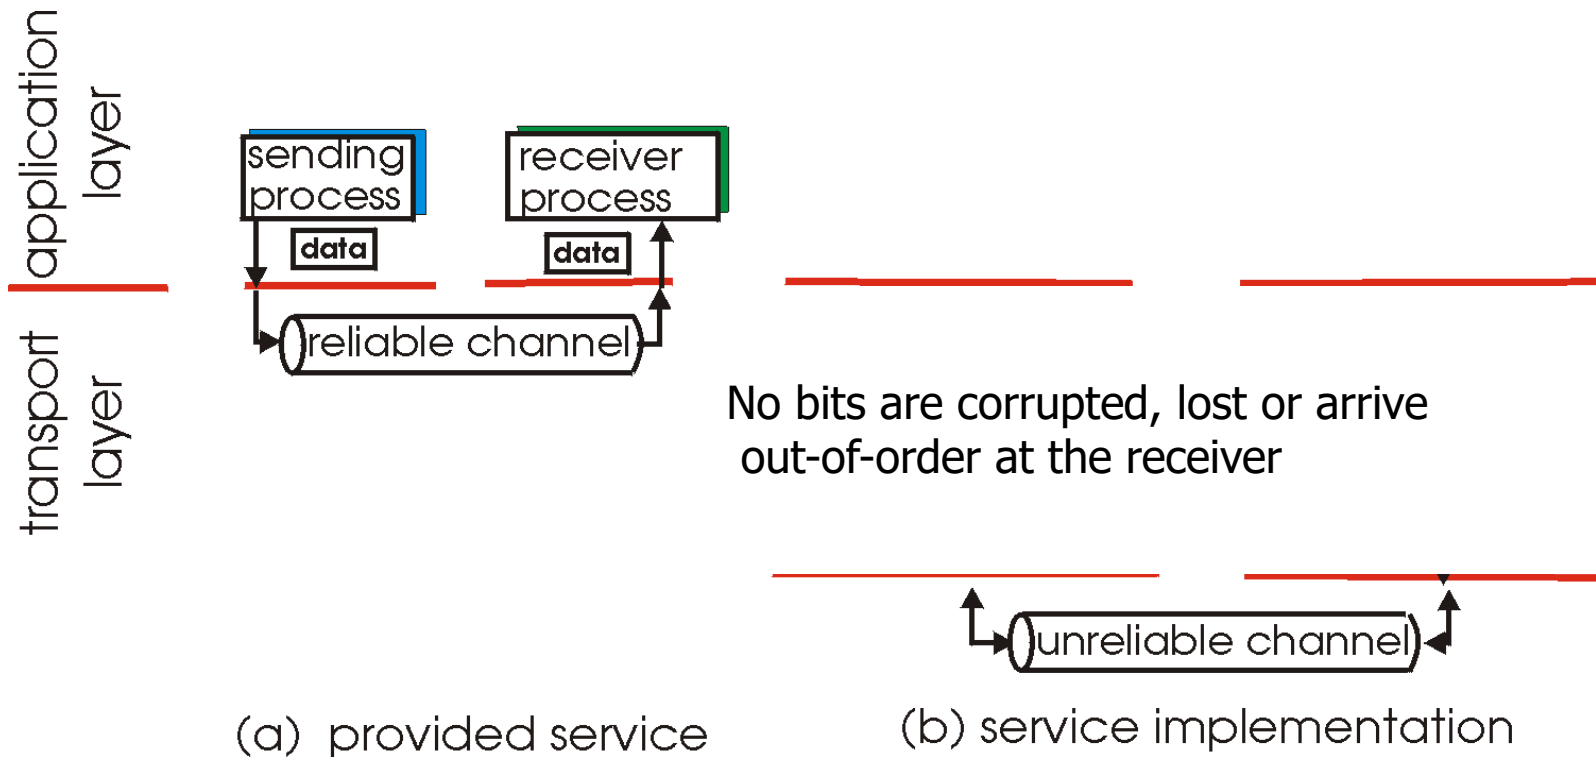 application
layer
transport
layer
sending
process
receiver
process
data
data
reliable channel
No bits are corrupted, lost or arrive
out-of-order at the receiver
unreliable channel
(a) provided service
(b) service implementation